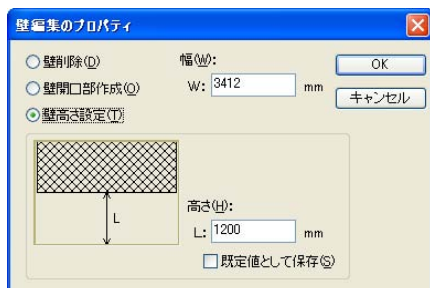 壁編集のプロパティ
壁削除(D)
幅(W):
OK
壁開口部作成(O)
W: 3412 mm
キャンセル
壁高さ設定(T)
L
高さ(H):
L: 1200 mm
既定値として保存(S)